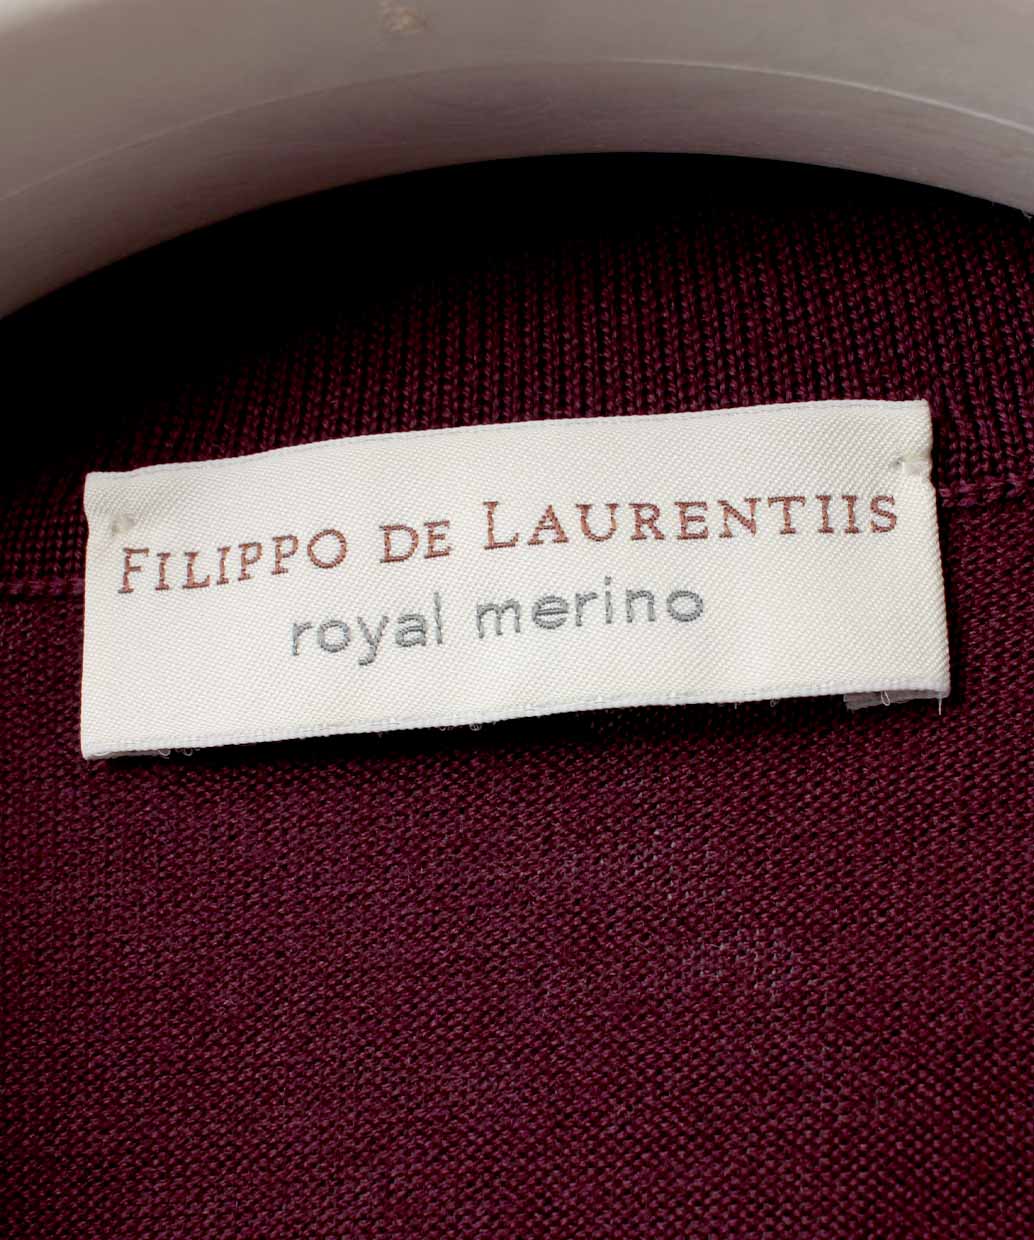 FILIPPO DE LAURENTIIS
royal merino